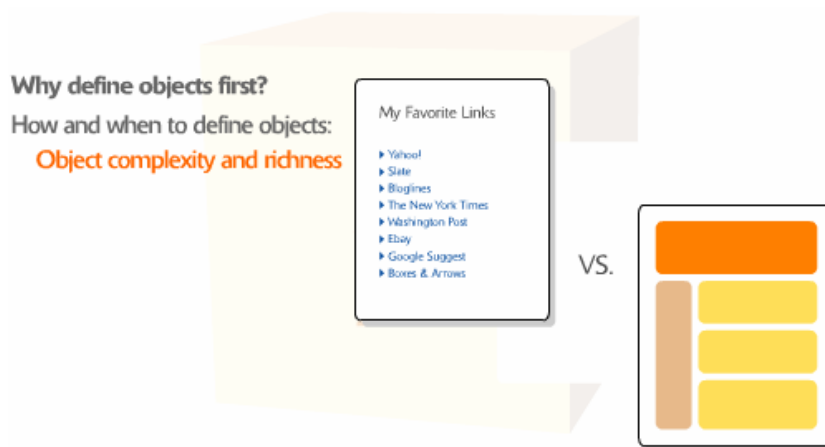 Why define objects first?
How and when to define objects:
Object complexity and richness
My Favorite Links
Yahoo!
Slate
Bloglines
The New York Times
Washington Post
Ebay
Google Suggest
Boxes & Arrows
VS.